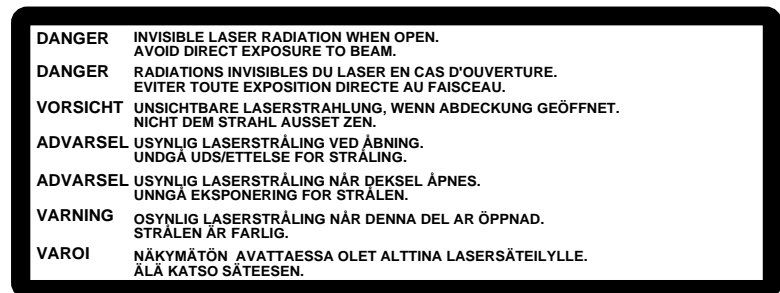 DANGER INVISIBLE LASER RADIATION WHEN OPEN.
AVOID DIRECT EXPOSURE TO BEAM.
DANGER RADIATIONS INVISIBLES DU LASER EN CAS D'OUVERTURE.
EVITER TOUTE EXPOSITION DIRECTE AU FAISCEAU.
VORSICHT UNSICHTBARE LASERSTRAHLUNG, WENN ABDECKUNG GEÖFFNET.
NICHT DEM STRAHL AUSSET ZEN.
ADVARSEL USYNLIG LASERSTRÅLING VED ÅBNING.
UNDGÅ UDS/ETTELSE FOR STRÅLING.
ADVARSEL USYNLIG LASERSTRÅLING NÅR DEKSEL ÅPNES.
UNNGÅ EKSPONERING FOR STRÅLEN.
VARNING OSYNLIG LASERSTRÅLING NÅR DENNA DEL AR ÖPPNAD.
STRÅLEN ÄR FARLIG.
VAROI NÄKYMÄTÖN AVATTAESSA OLET ALTTINA LASERSÄTEILYLLE.
ÄLÄ KATSO SÄTEESEN.